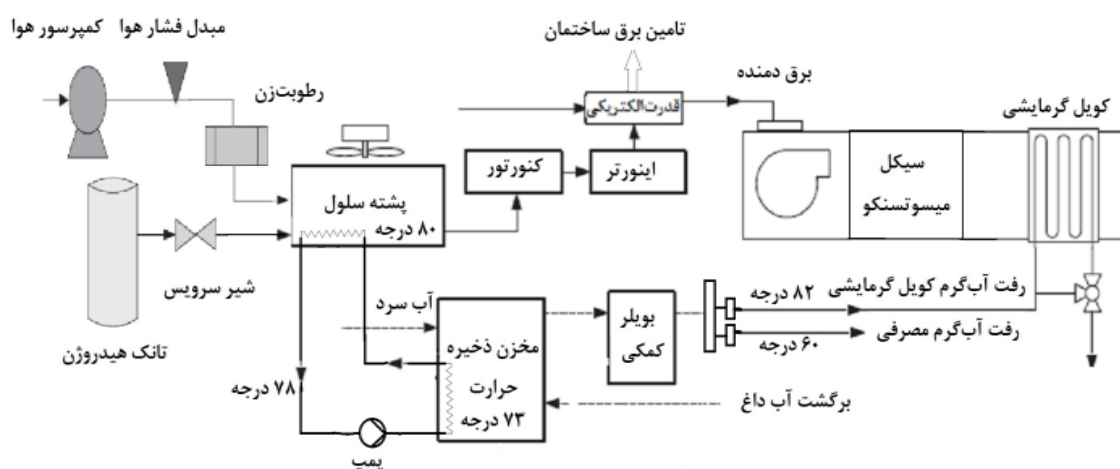 تامین برق ساختمان
کمپرسور هوا
مبدل فشار هوا
برق دمنده
رطوبت‌زن
قدرت الکتریکی
کویل گرمایشی
کنورتور
اینورتر
سیکل
میسوتسنکو
پشته سلول
۸۰ درجه
شیر سرویس
تانک هیدروژن
آب سرد
۸۲ درجه
رفت آب‌گرم کویل گرمایشی
بویلر
کمکی
رفت آب‌گرم مصرفی
۶۰ درجه
مخزن ذخیره
حرارت
۷۳ درجه
۷۸ درجه
برگشت آب داغ
پمپ